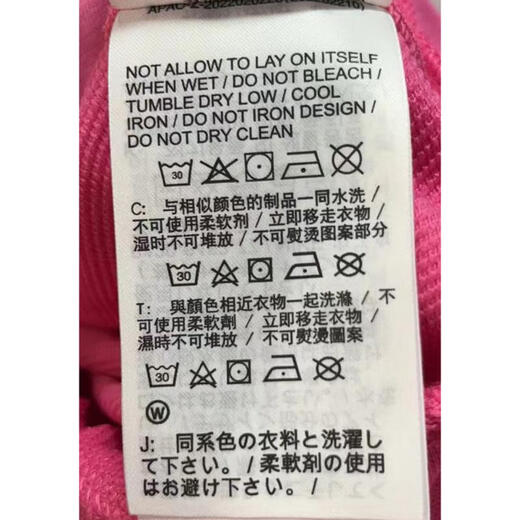 NOT ALLOW TO LAY ON ITSELF
WHEN WET / DO NOT BLEACH /
TUMBLE DRY LOW / COOL
IRON / DO NOT IRON DESIGN /
DO NOT DRY CLEAN
30
C: 与相似颜色的制品一同水洗 /
不可使用柔软剂 / 立即移走衣物 /
湿时不可堆放 / 不可熨烫图案部分
30
T: 與顏色相近衣物一起洗滌 / 不
可使用柔軟劑 / 立即移走衣物 /
濕時不可堆放 / 不可熨燙圖案
30
W
J: 同系色の衣料と洗濯し
て下さい。/ 柔軟剤の使用
はお避け下さい。/